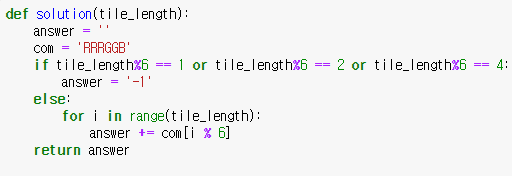 def solution(tile_length):
    answer = ''
    com = 'RRRGGB'
    if tile_length%6 == 1 or tile_length%6 == 2 or tile_length%6 == 4:
        answer = '-1'
    else:
        for i in range(tile_length):
            answer += com[i % 6]
    return answer